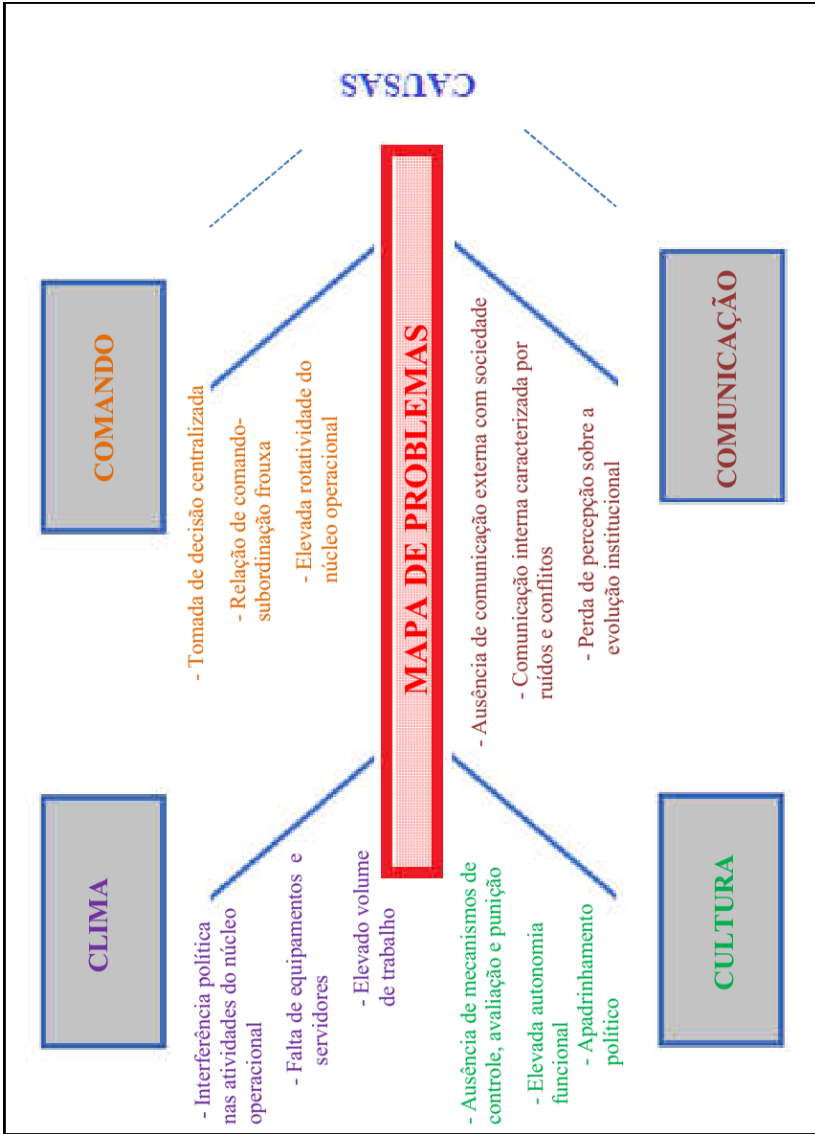 CLIMA
- Interferência política
nas atividades do núcleo
operacional
- Falta de equipamentos e
servidores
- Elevado volume
de trabalho
COMANDO
- Tomada de decisão centralizada
- Relação de comando-
subordinação frouxa
- Elevada rotatividade do
núcleo operacional
MAPA DE PROBLEMAS
CAUSAS
- Ausência de mecanismos de
controle, avaliação e punição
- Elevada autonomia
funcional
- Apadrinhamento
político
CULTURA
- Ausência de comunicação externa com sociedade
- Comunicação interna caracterizada por
ruídos e conflitos
- Perda de percepção sobre a
evolução institucional
COMUNICAÇÃO